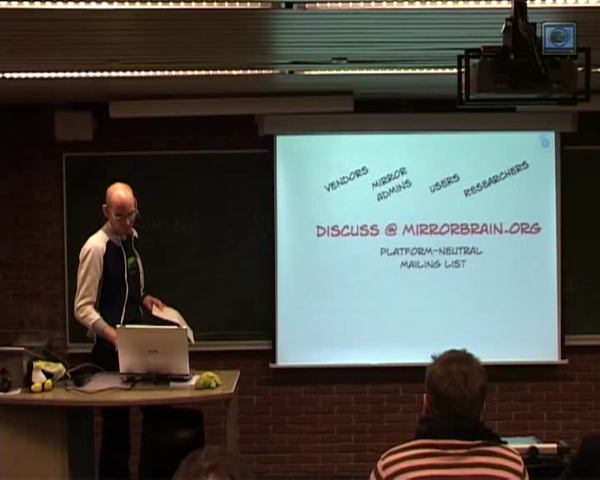 VENDORS
MIRROR
ADMINS
USERS
RESEARCHERS
DISCUSS @ MIRRORBRAIN.ORG
PLATFORM-NEUTRAL
MAILING LIST